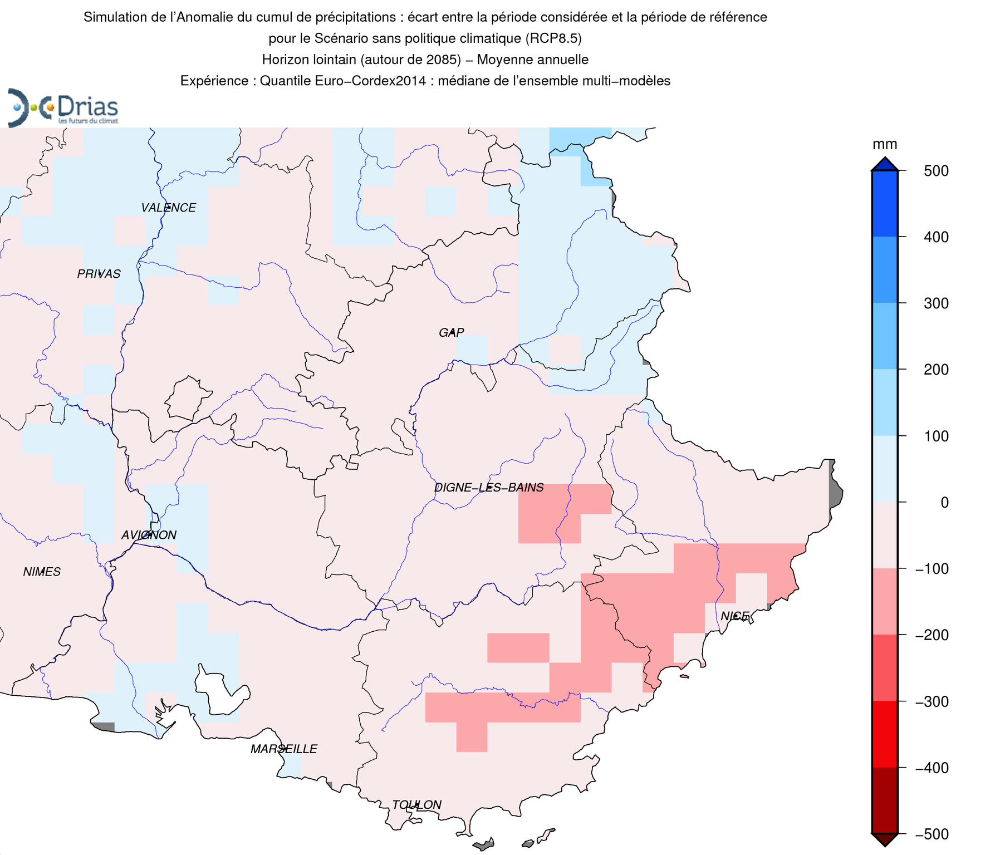 Simulation de l'Anomalie du cumul de précipitations : écart entre la période considérée et la période de référence
pour le Scénario sans politique climatique (RCP8.5)
Horizon lointain (autour de 2085) − Moyenne annuelle
Expérience : Quantile Euro−Cordex2014 : médiane de l'ensemble multi−modèles
Drias
les futurs du climat
mm
500
400
300
200
100
0
−100
−200
−300
−400
−500
VALENCE
PRIVAS
GAP
DIGNE−LES−BAINS
AVIGNON
NIMES
NICE
MARSEILLE
TOULON